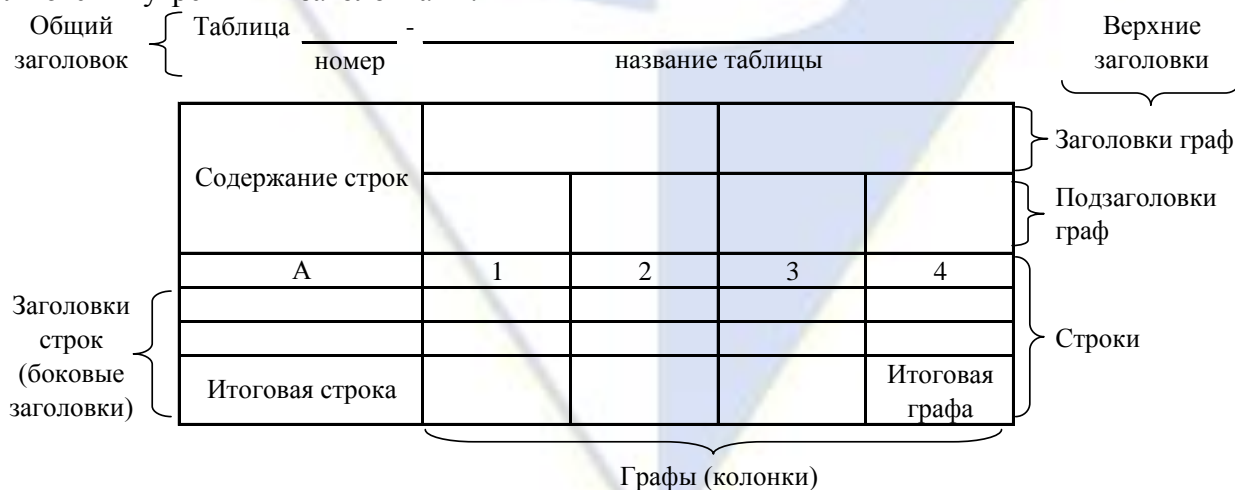 Общий заголовок
Таблица -
номер
название таблицы
Верхние заголовки
Содержание строк
Заголовки граф
Подзаголовки граф
А 1 2 3 4
Заголовки строк (боковые заголовки)
Строки
Итоговая строка
Итоговая графа
Графы (колонки)